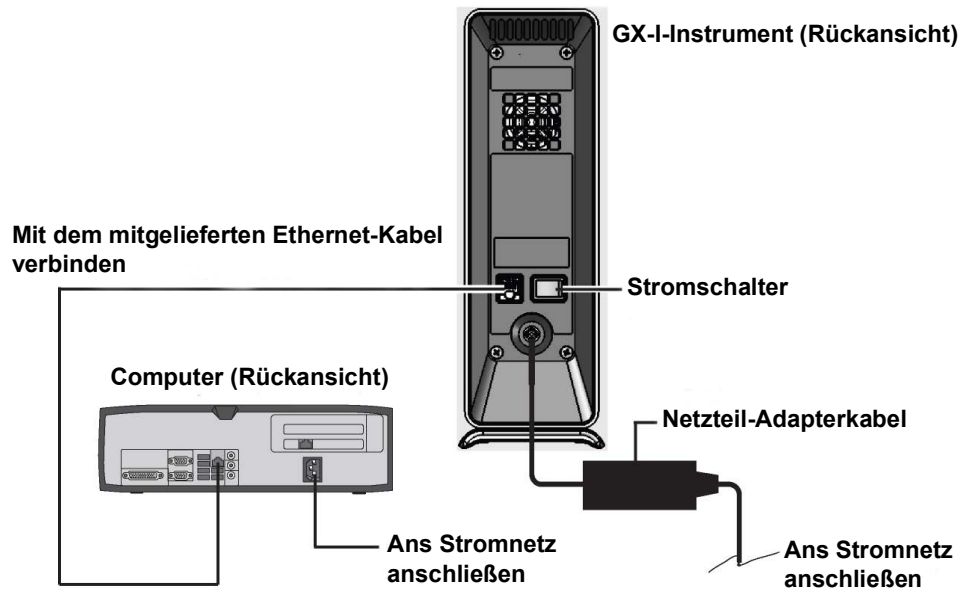 GX-I-Instrument (Rückansicht)
Mit dem mitgelieferten Ethernet-Kabel
verbinden
Stromschalter
Computer (Rückansicht)
Netzteil-Adapterkabel
Ans Stromnetz
anschließen
Ans Stromnetz
anschließen